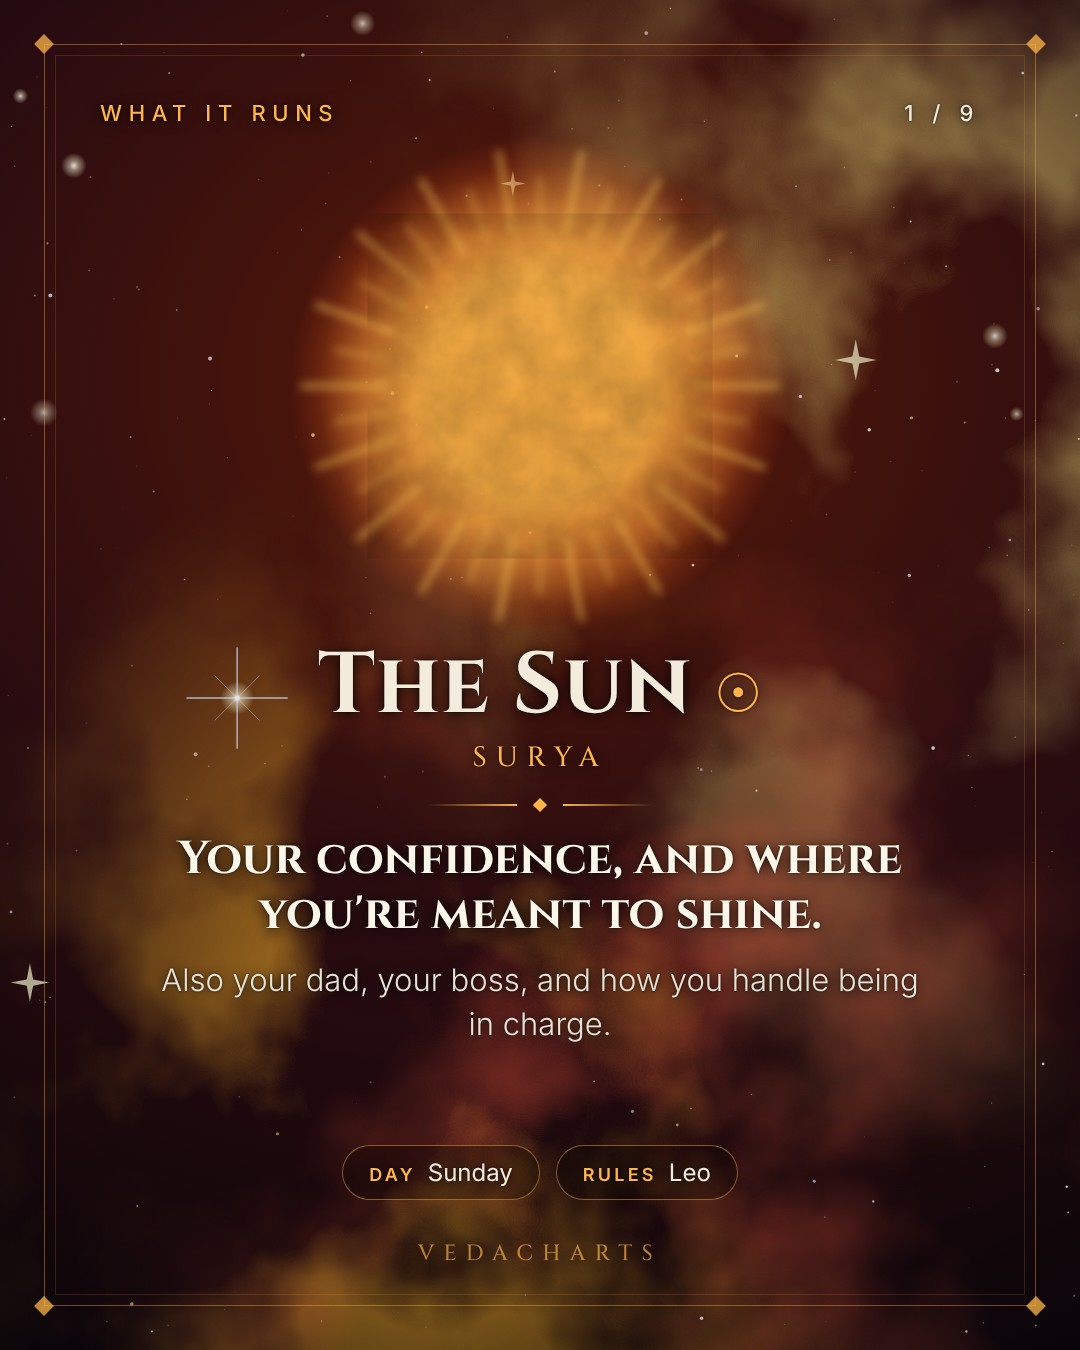 WHAT IT RUNS
1 / 9
THE SUN ☉
SURYA
YOUR CONFIDENCE, AND WHERE
YOU'RE MEANT TO SHINE.
Also your dad, your boss, and how you handle being
in charge.
DAY Sunday
RULES Leo
VEDACHARTS